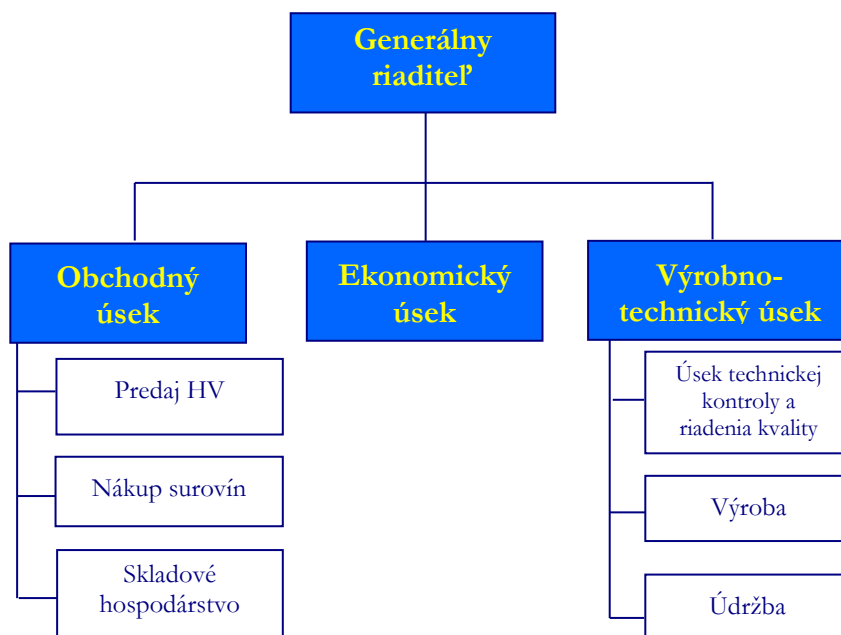 Generálny
riaditeľ
Obchodný
úsek
Ekonomický
úsek
Výrobno-
technický úsek
Predaj HV
Nákup surovín
Skladové
hospodárstvo
Úsek technickej
kontroly a
riadenia kvality
Výroba
Údržba